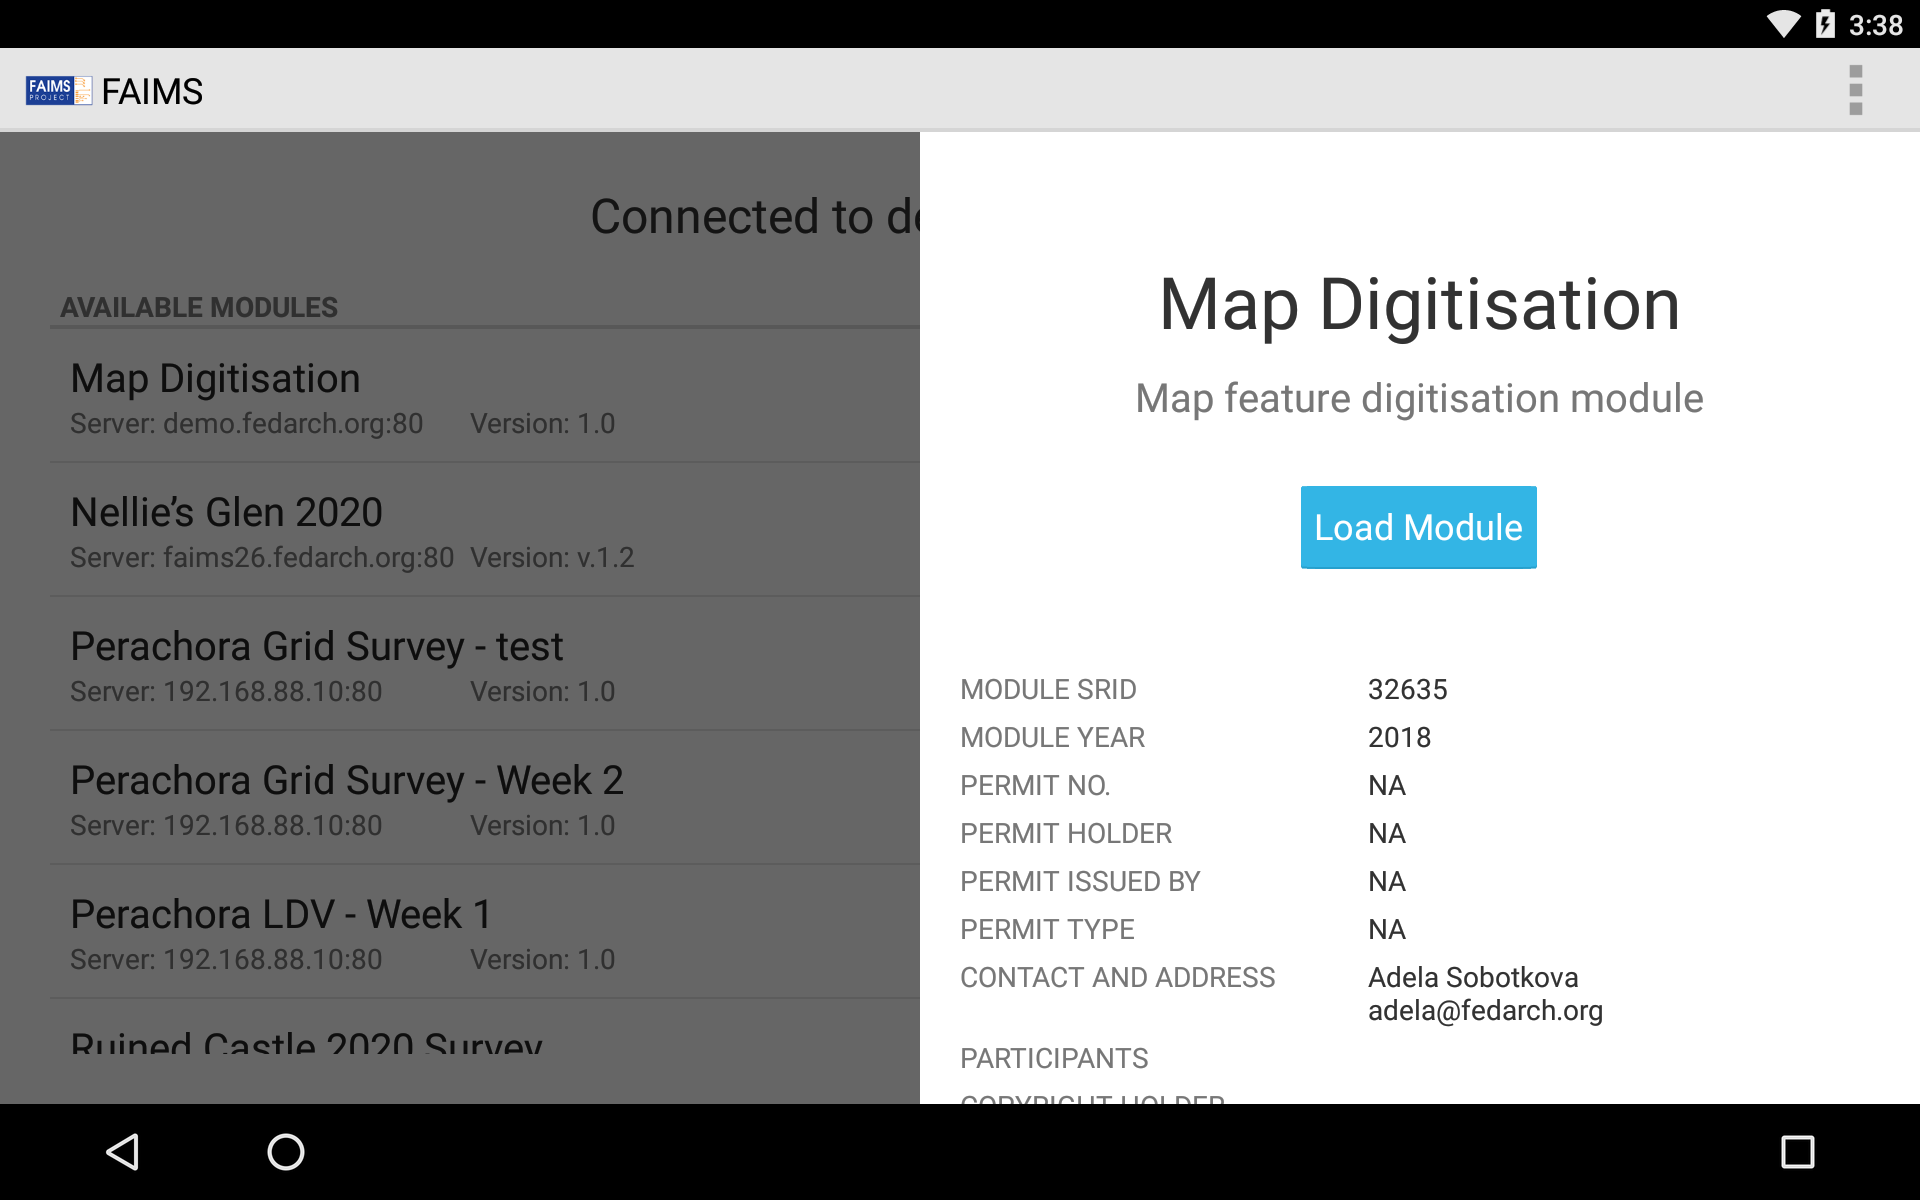 3:38
FAIMS
PROJECT
FAIMS
Connected to
AVAILABLE MODULES
Map Digitisation
Server: demo.fedarch.org:80 Version: 1.0
Nellie’s Glen 2020
Server: faims26.fedarch.org:80 Version: v.1.2
Perachora Grid Survey - test
Server: 192.168.88.10:80 Version: 1.0
Perachora Grid Survey - Week 2
Server: 192.168.88.10:80 Version: 1.0
Perachora LDV - Week 1
Server: 192.168.88.10:80 Version: 1.0
Ruined Castle 2020 Survey
Map Digitisation
Map feature digitisation module
Load Module
MODULE SRID 32635
MODULE YEAR 2018
PERMIT NO. NA
PERMIT HOLDER NA
PERMIT ISSUED BY NA
PERMIT TYPE NA
CONTACT AND ADDRESS Adela Sobotkova
adela@fedarch.org
PARTICIPANTS
COPYRIGHT HOLDER